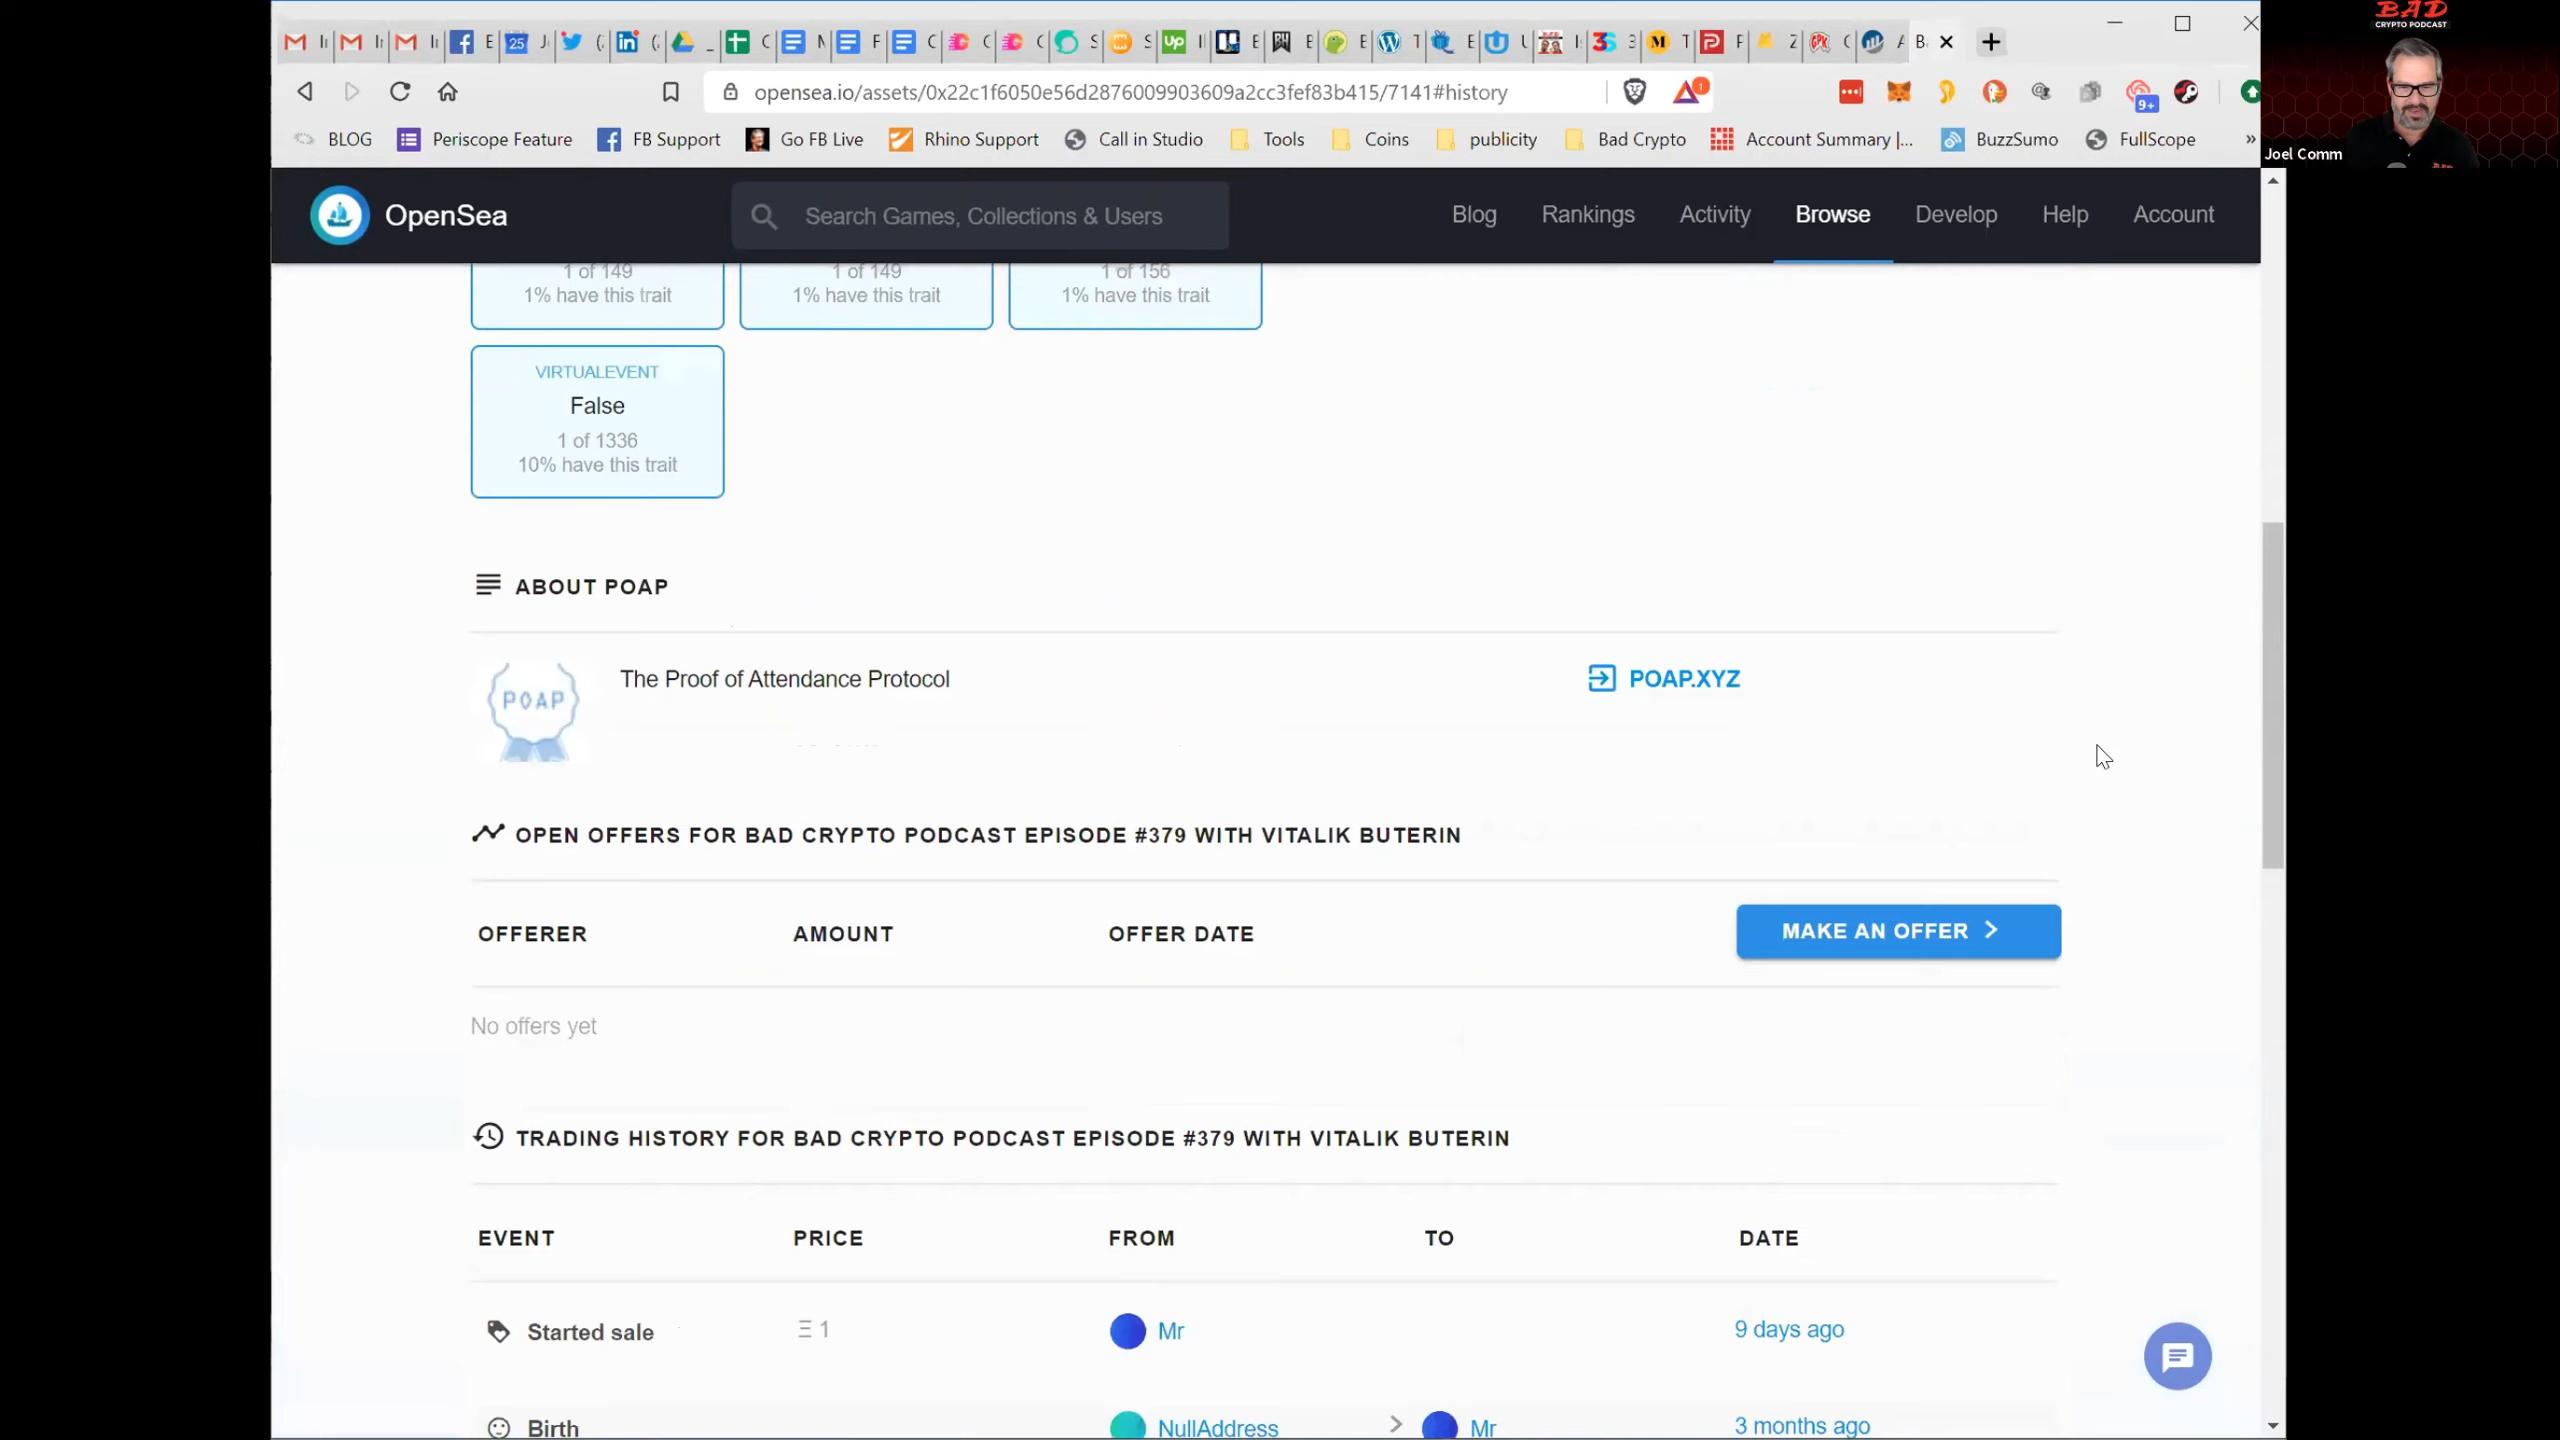 BAD
CRYPTO PODCAST
Joel Comm
opensea.io/assets/0x22c1f6050e56d2876009903609a2cc3fef83b415/7141#history
BLOG Periscope Feature FB Support Go FB Live Rhino Support Call in Studio Tools Coins publicity Bad Crypto Account Summary |... BuzzSumo FullScope »
OpenSea Search Games, Collections & Users Blog Rankings Activity Browse Develop Help Account
1 of 149 1 of 149 1 of 156
1% have this trait 1% have this trait 1% have this trait
VIRTUALEVENT
False
1 of 1336
10% have this trait
ABOUT POAP
POAP
The Proof of Attendance Protocol POAP.XYZ
OPEN OFFERS FOR BAD CRYPTO PODCAST EPISODE #379 WITH VITALIK BUTERIN
OFFERER AMOUNT OFFER DATE MAKE AN OFFER
No offers yet
TRADING HISTORY FOR BAD CRYPTO PODCAST EPISODE #379 WITH VITALIK BUTERIN
EVENT PRICE FROM TO DATE
Started sale Ξ 1 Mr 9 days ago
Birth NullAddress Mr 3 months ago